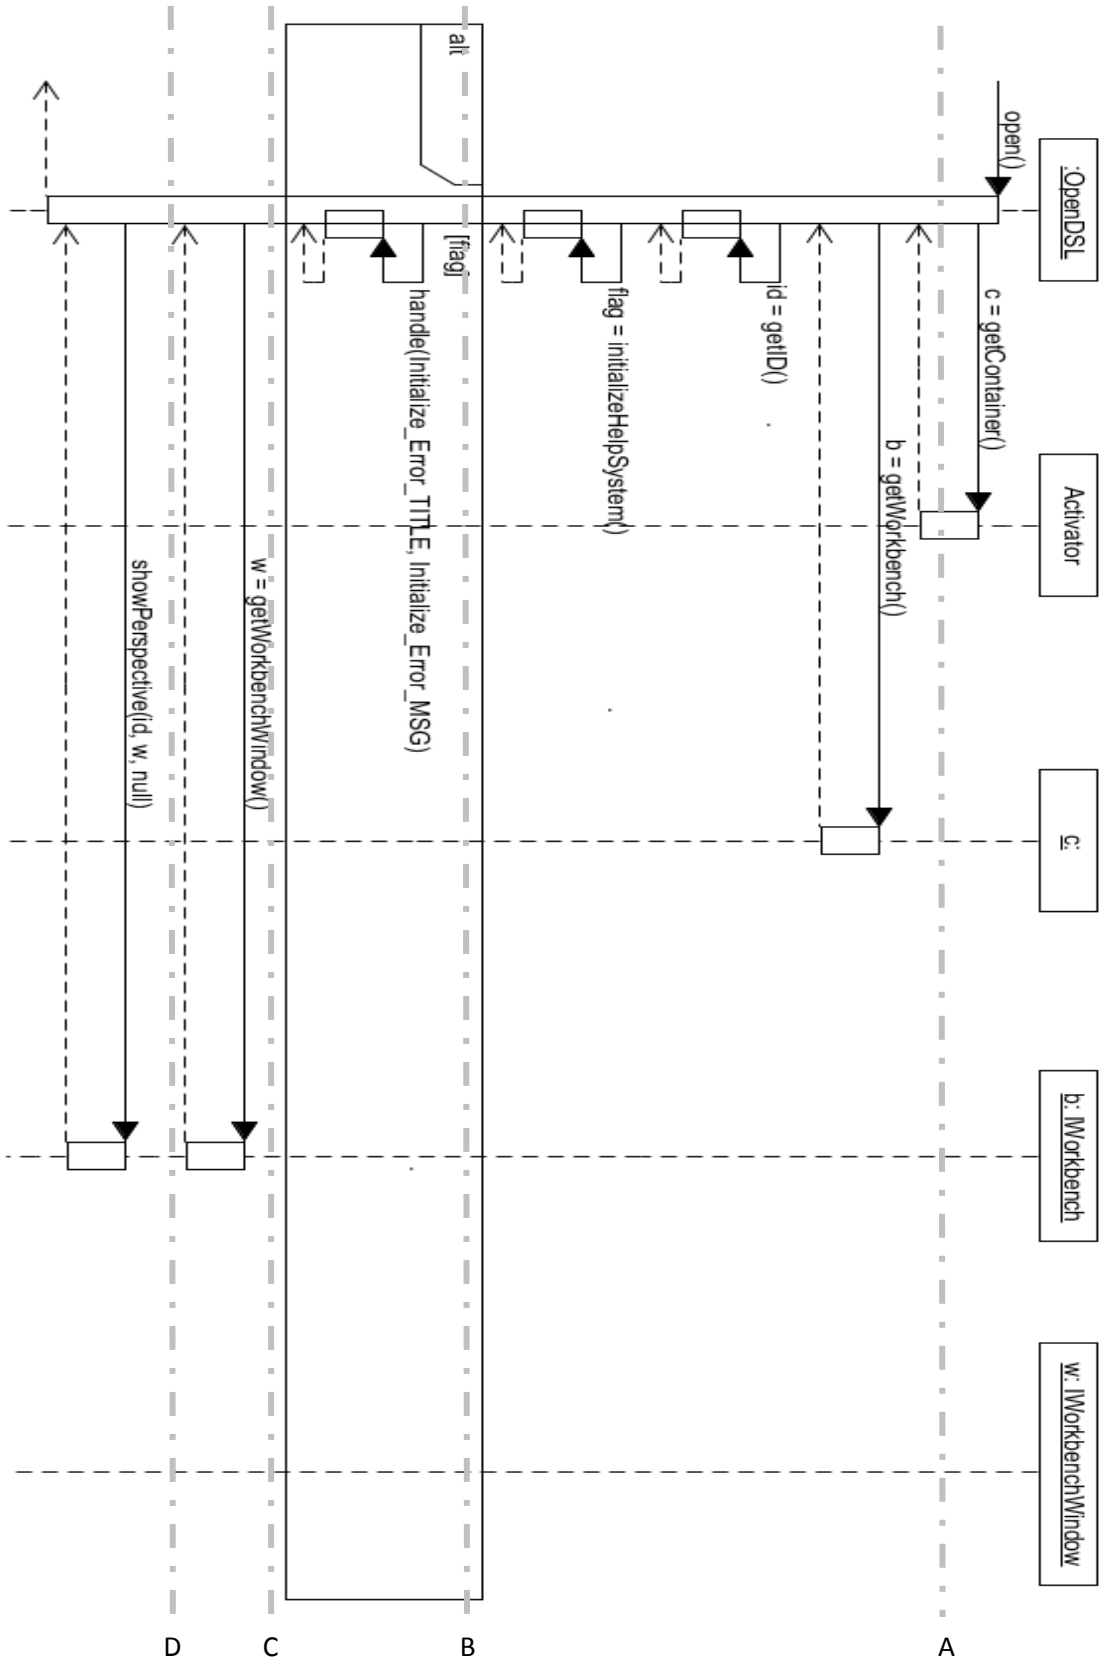 :OpenDSL
Activator
c:
b: IWorkbench
w: IWorkbenchWindow
open()
c = getContainer()
b = getWorkbench()
id = getID()
flag = initializeHelpSystem()
alt
[flag]
handle(Initialize_Error_TITLE, Initialize_Error_MSG)
w = getWorkbenchWindow()
showPerspective(id, w, null)
D
C
B
A